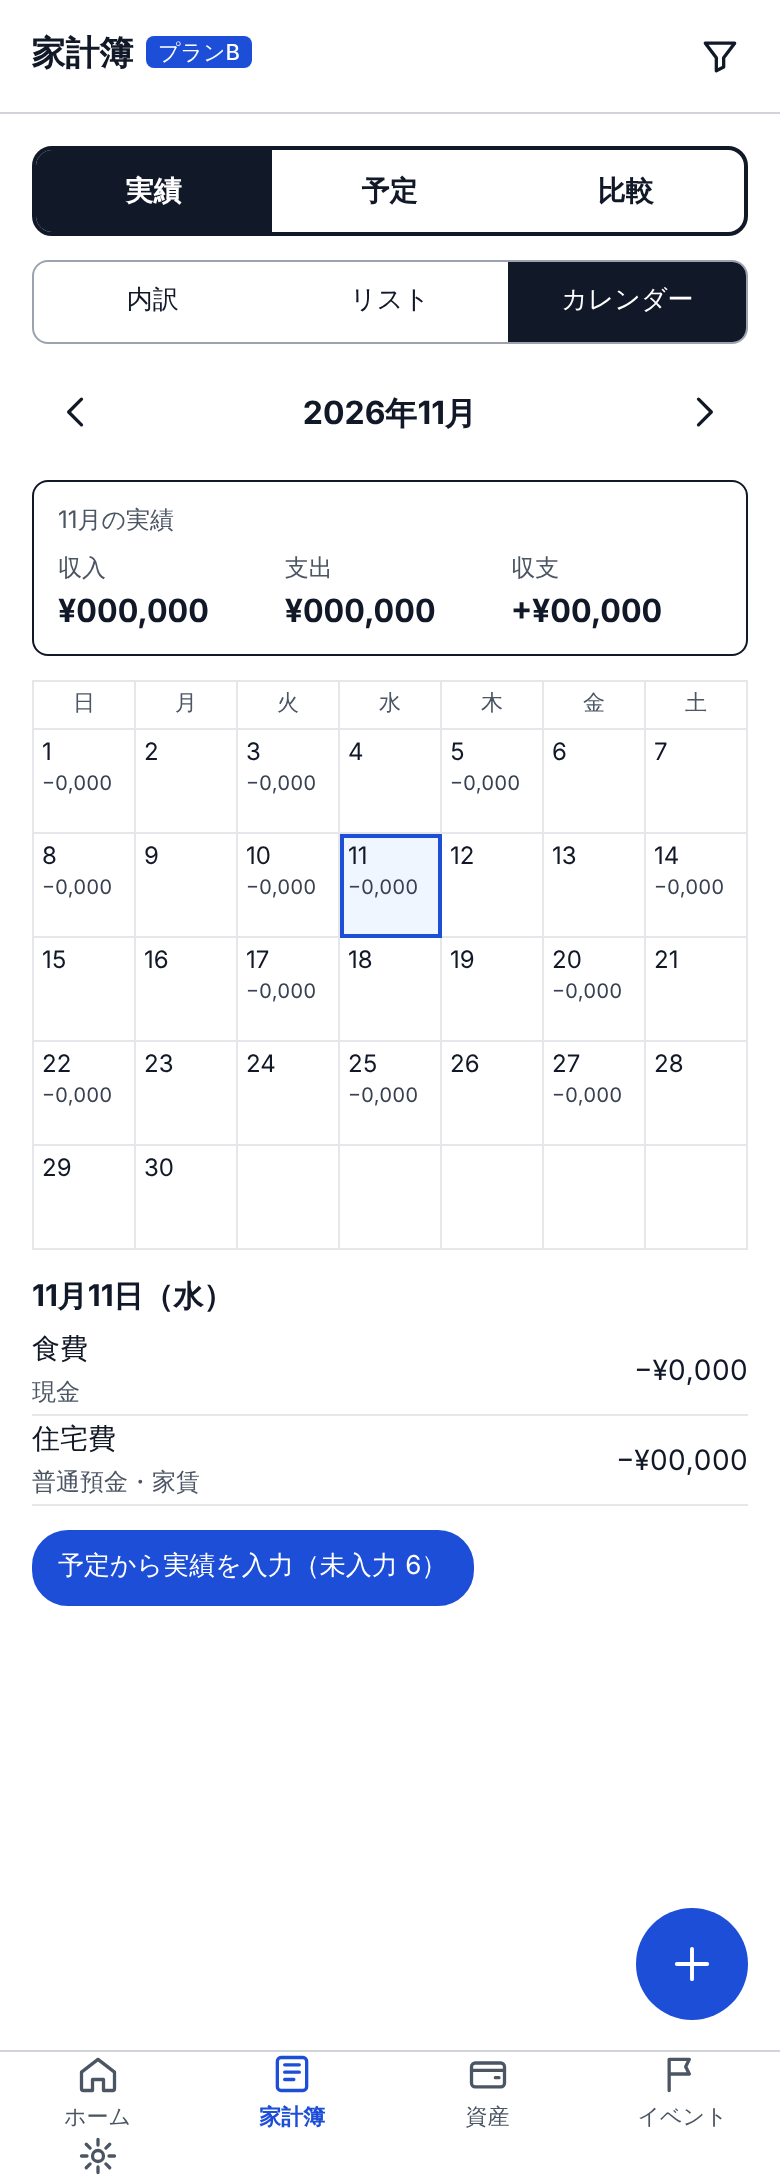 家計簿 プランB
実績 予定 比較
内訳 リスト カレンダー
2026年11月
11月の実績
収入 支出 収支
¥000,000 ¥000,000 +¥00,000
日 月 火 水 木 金 土
1 2 3 4 5 6 7
−0,000 −0,000 −0,000
8 9 10 11 12 13 14
−0,000 −0,000 −0,000 −0,000
15 16 17 18 19 20 21
−0,000 −0,000
22 23 24 25 26 27 28
−0,000 −0,000 −0,000
29 30
11月11日（水）
食費
−¥0,000
現金
住宅費
−¥00,000
普通預金・家賃
予定から実績を入力（未入力 6）
ホーム 家計簿 資産 イベント